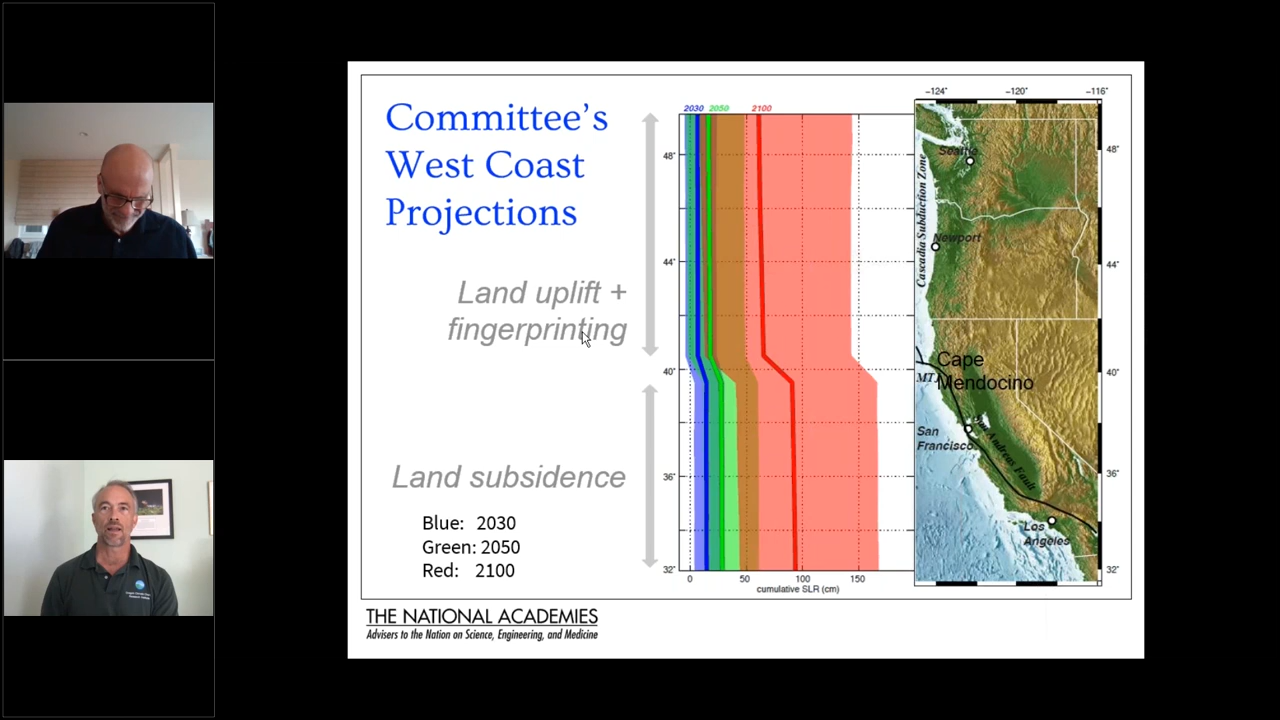 Committee's
West Coast
Projections
Land uplift +
fingerprinting
Land subsidence
Blue: 2030
Green: 2050
Red: 2100
2030 2050 2100
48°
44°
40°
36°
32°
0 50 100 150
cumulative SLR (cm)
−124° −120° −116°
Seattle
Cascadia Subduction Zone
Newport
Cape
Mendocino
MTJ
San
Francisco
San Andreas Fault
Los
Angeles
48°
44°
40°
36°
32°
THE NATIONAL ACADEMIES
Advisers to the Nation on Science, Engineering, and Medicine